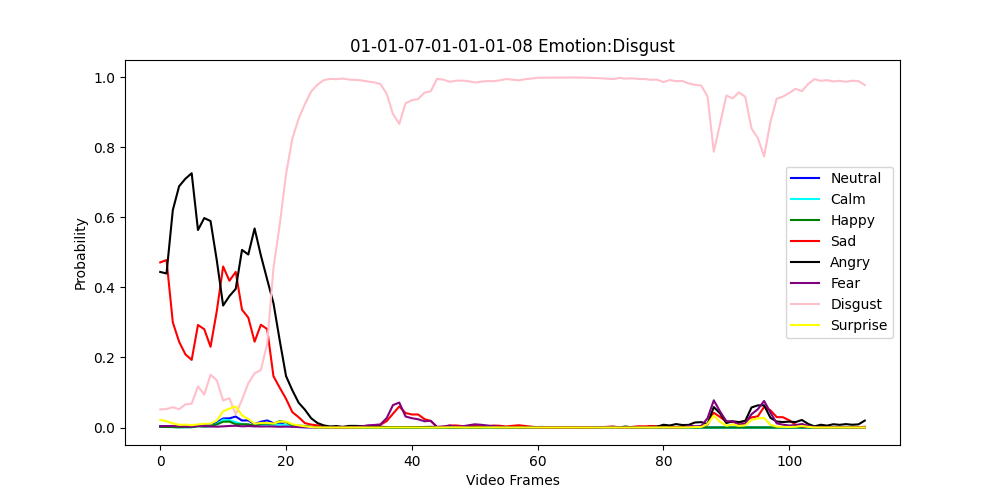 01-01-07-01-01-01-08 Emotion:Disgust
Probability
1.0
0.8
0.6
0.4
0.2
0.0
0
20
40
60
80
100
Video Frames
Neutral
Calm
Happy
Sad
Angry
Fear
Disgust
Surprise